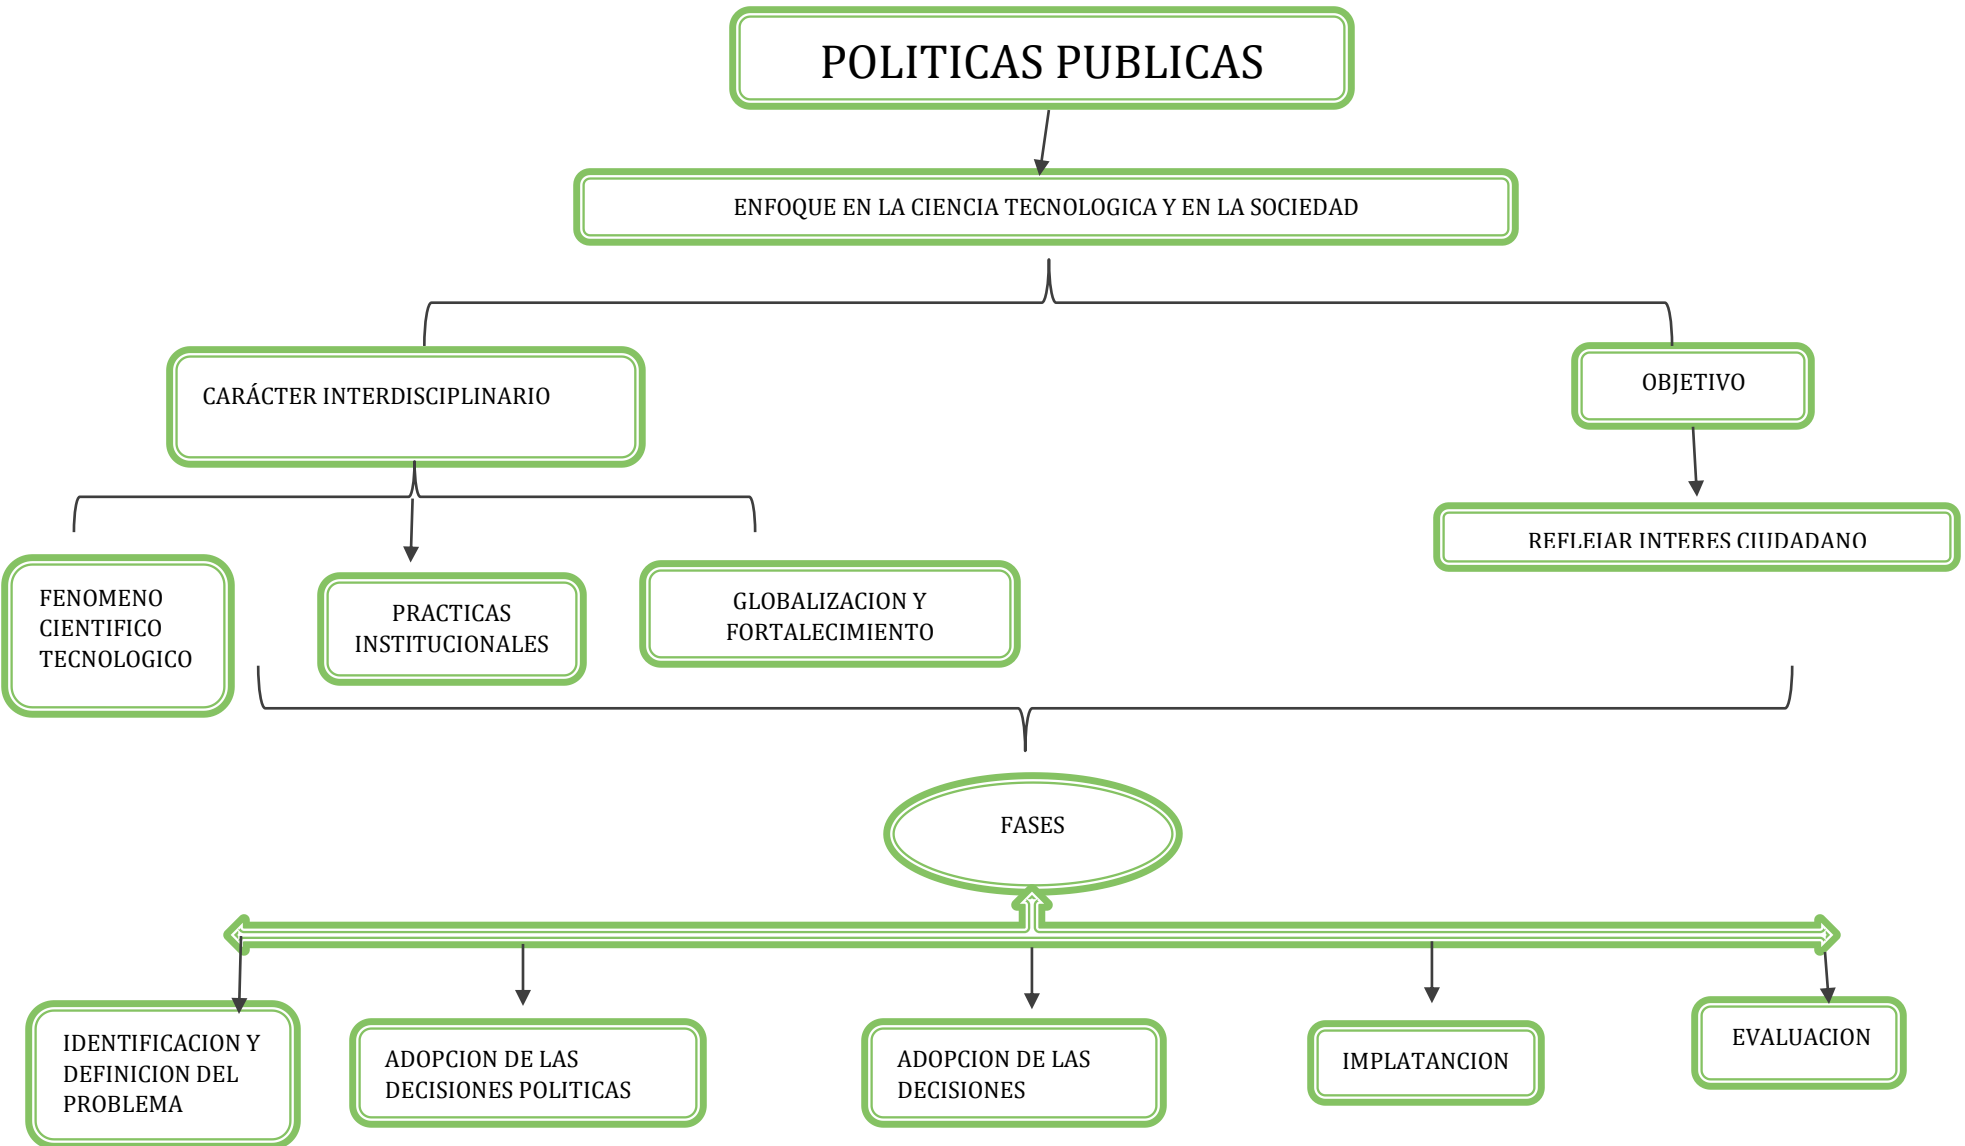 POLITICAS PUBLICAS
ENFOQUE EN LA CIENCIA TECNOLOGICA Y EN LA SOCIEDAD
CARÁCTER INTERDISCIPLINARIO
OBJETIVO
REFLEJAR INTERES CIUDADANO
FENOMENO
CIENTIFICO
TECNOLOGICO
PRACTICAS
INSTITUCIONALES
GLOBALIZACION Y
FORTALECIMIENTO
FASES
IDENTIFICACION Y
DEFINICION DEL
PROBLEMA
ADOPCION DE LAS
DECISIONES POLITICAS
ADOPCION DE LAS
DECISIONES
IMPLATANCION
EVALUACION